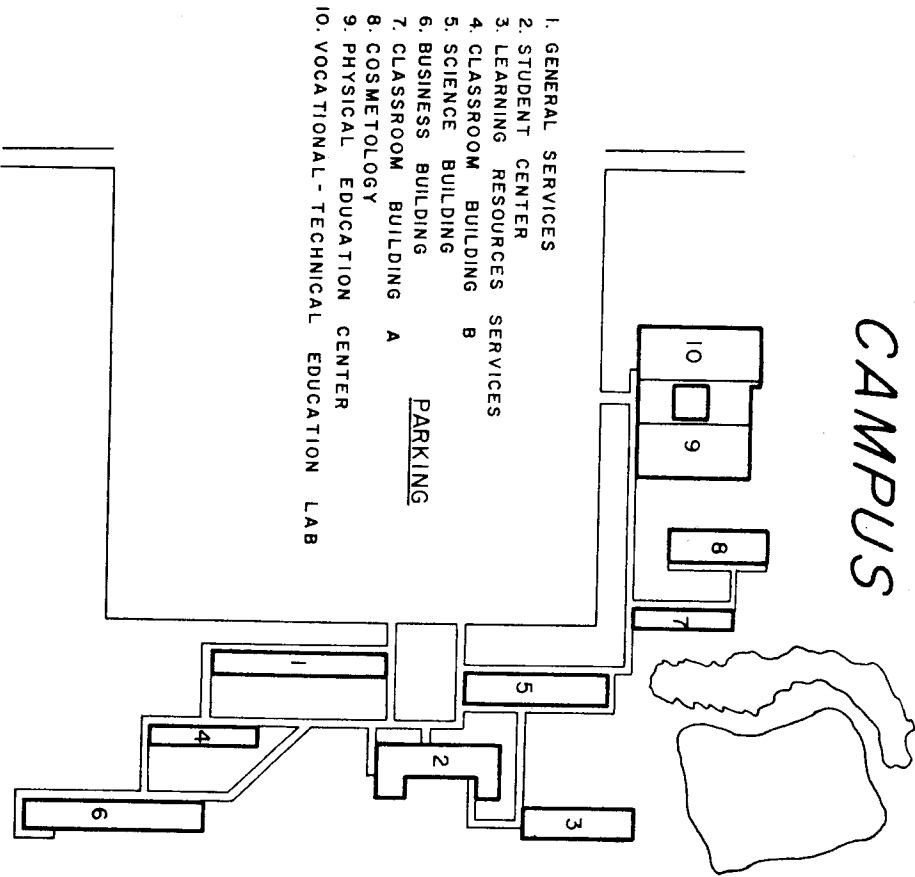 CAMPUS
10
9
8
7
5
1
4
2
3
6
PARKING
1. GENERAL SERVICES
2. STUDENT CENTER
3. LEARNING RESOURCES SERVICES
4. CLASSROOM BUILDING B
5. SCIENCE BUILDING
6. BUSINESS BUILDING
7. CLASSROOM BUILDING A
8. COSMETOLOGY
9. PHYSICAL EDUCATION CENTER
10. VOCATIONAL-TECHNICAL EDUCATION LAB